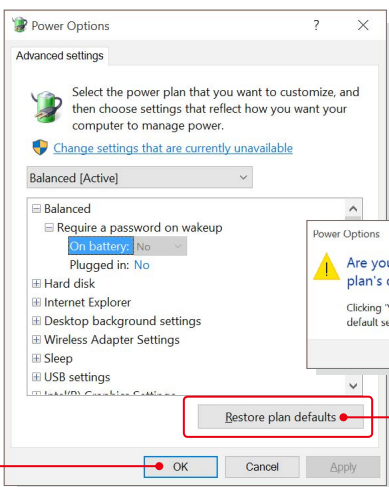 Power Options
Advanced settings
Select the power plan that you want to customize, and
then choose settings that reflect how you want your
computer to manage power.
Change settings that are currently unavailable
Balanced [Active]
Balanced
Require a password on wakeup
On battery: No
Plugged in: No
Hard disk
Internet Explorer
Desktop background settings
Wireless Adapter Settings
Sleep
USB settings
Intel(R) Graphics Settings
Restore plan defaults
OK Cancel Apply
Power Options
Are you
plan's
Clicking
default